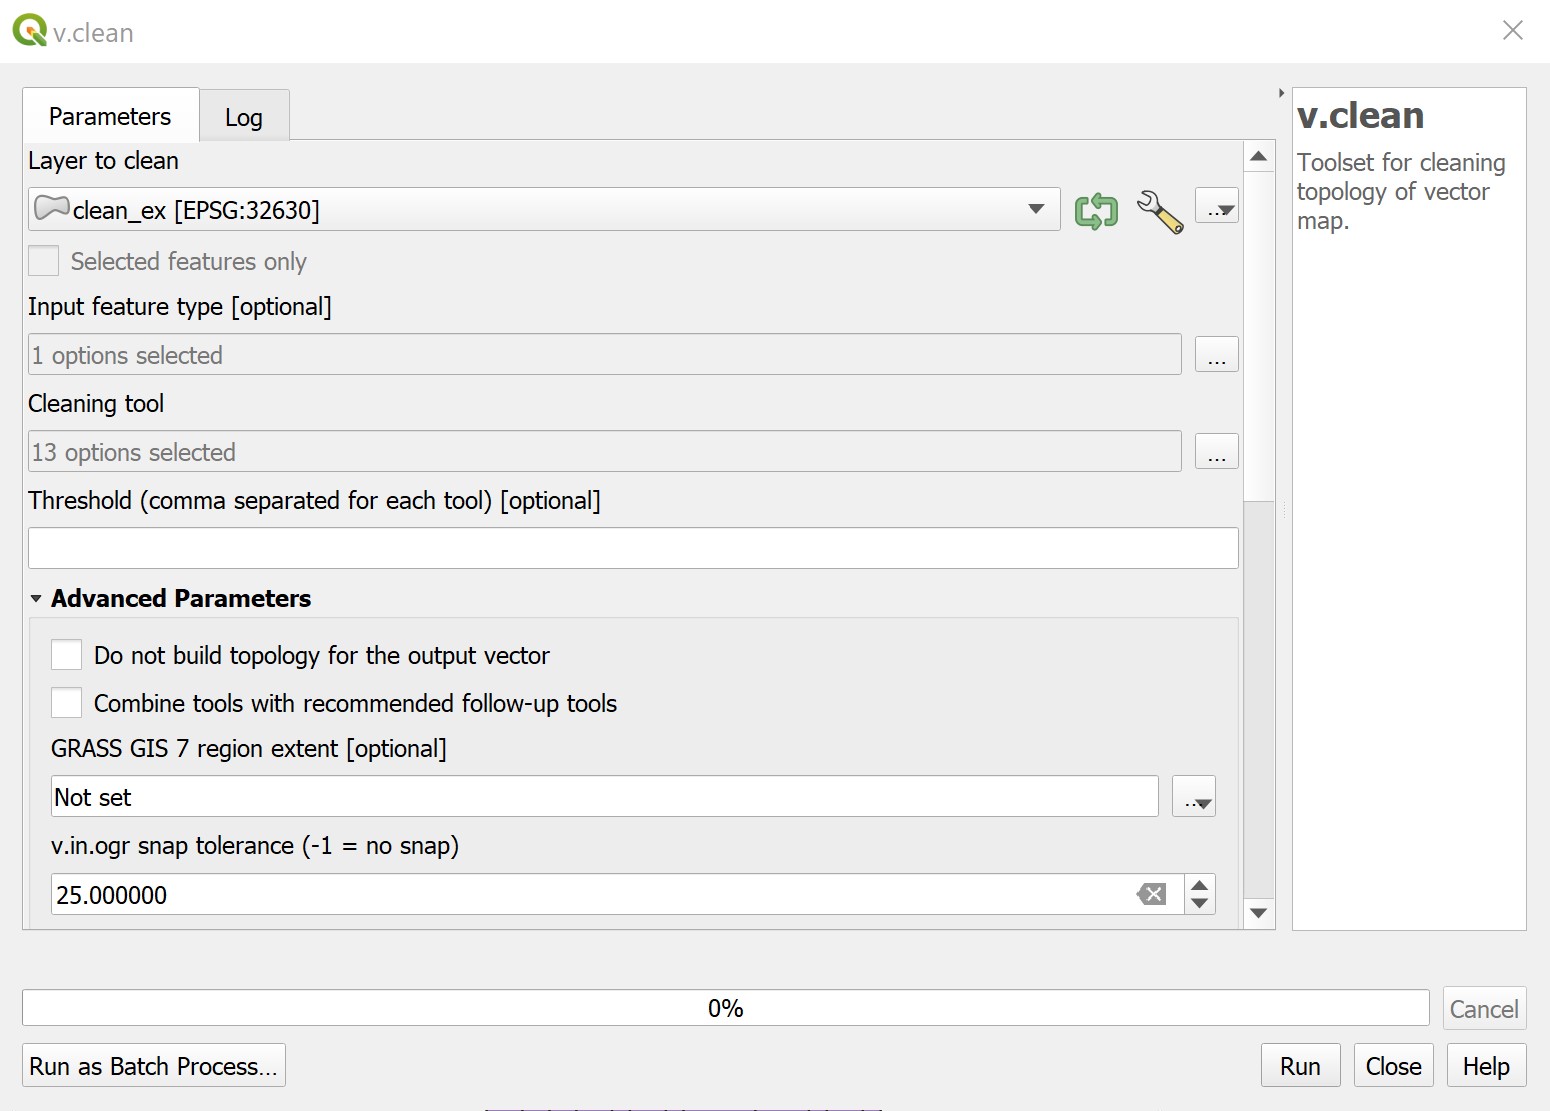 v.clean
Parameters
Log
Layer to clean
clean_ex [EPSG:32630]
...
Selected features only
Input feature type [optional]
1 options selected
...
Cleaning tool
13 options selected
...
Threshold (comma separated for each tool) [optional]
Advanced Parameters
Do not build topology for the output vector
Combine tools with recommended follow-up tools
GRASS GIS 7 region extent [optional]
Not set
...
v.in.ogr snap tolerance (-1 = no snap)
25.000000
v.clean
Toolset for cleaning
topology of vector
map.
0%
Cancel
Run as Batch Process...
Run
Close
Help